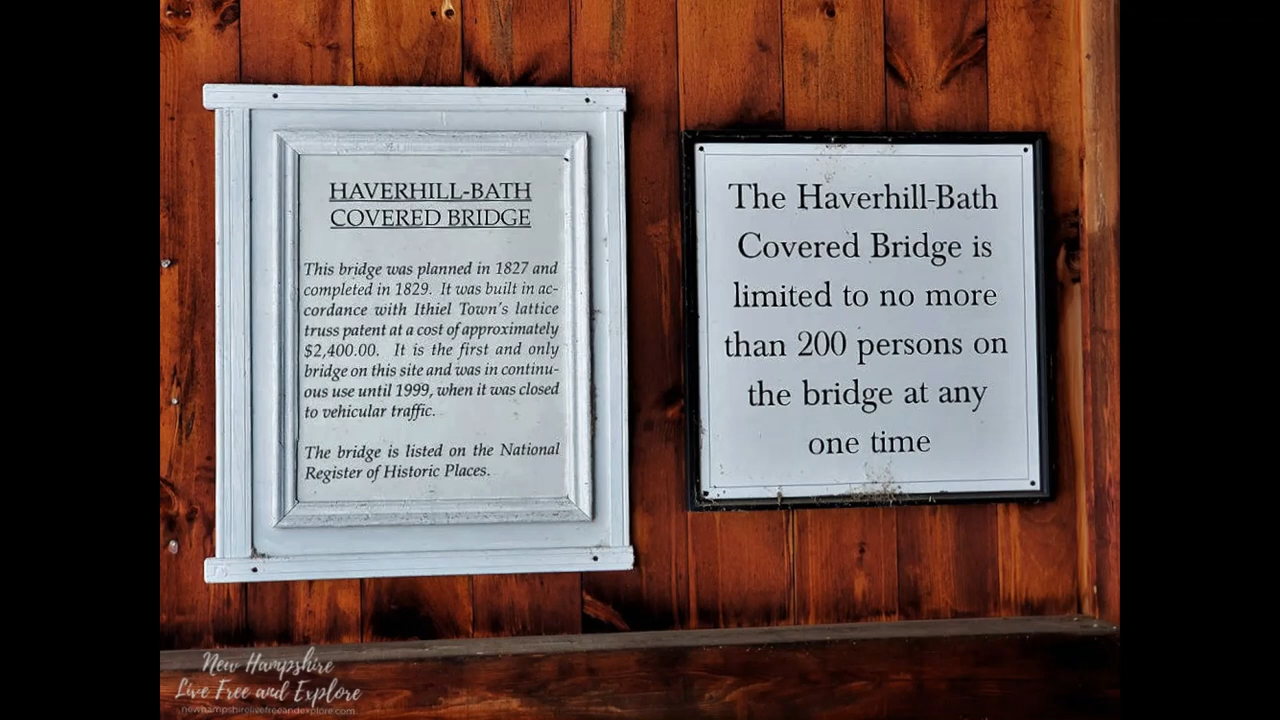 HAVERHILL-BATH
COVERED BRIDGE
This bridge was planned in 1827 and
completed in 1829. It was built in ac-
cordance with Ithiel Town's lattice
truss patent at a cost of approximately
$2,400.00. It is the first and only
bridge on this site and was in continu-
ous use until 1999, when it was closed
to vehicular traffic.
The bridge is listed on the National
Register of Historic Places.
The Haverhill-Bath
Covered Bridge is
limited to no more
than 200 persons on
the bridge at any
one time
New Hampshire
Live Free and Explore
newhampshirelivefreeandexplore.com